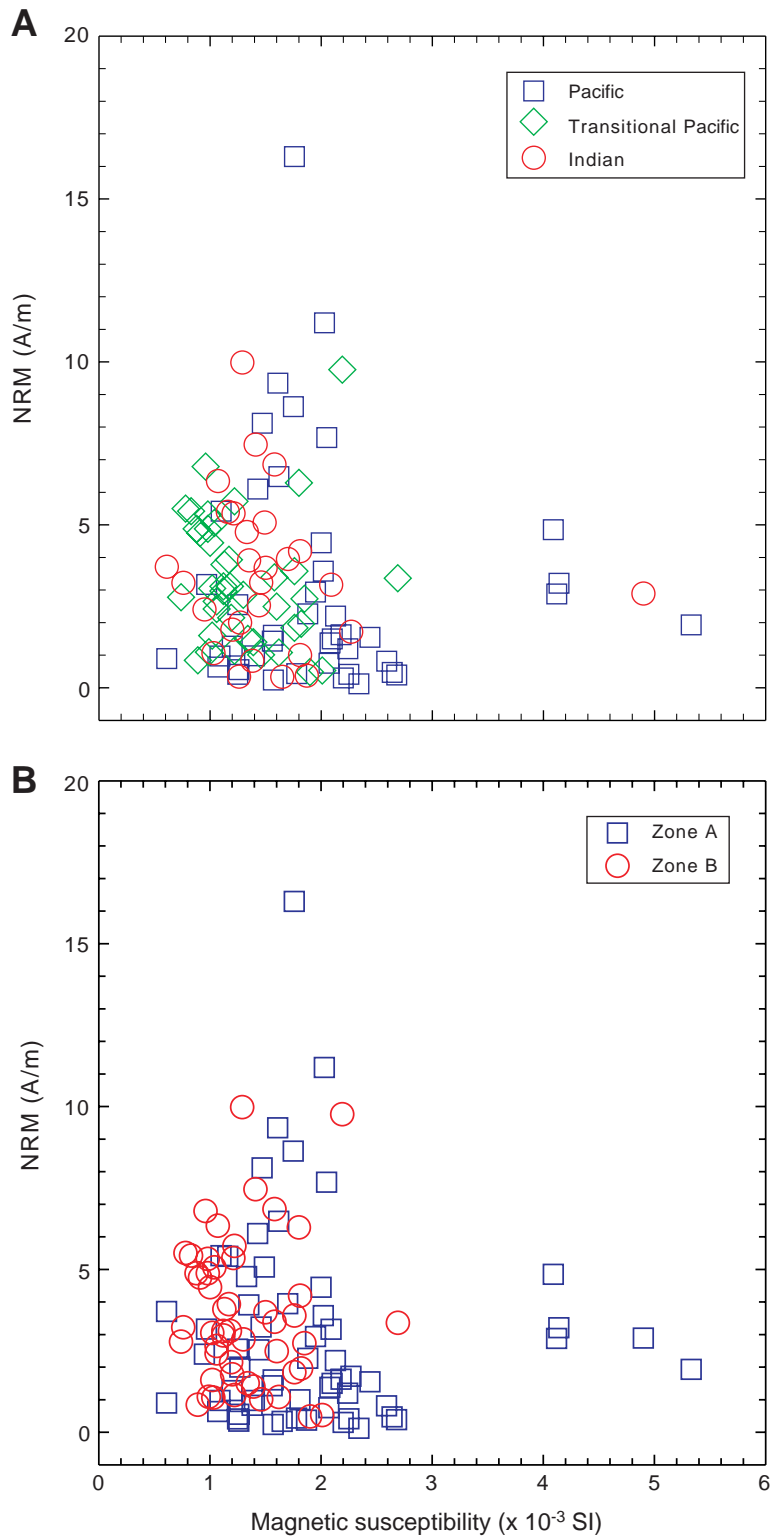 A
20
15
10
5
0
NRM (A/m)
Pacific
Transitional Pacific
Indian
B
20
15
10
5
0
NRM (A/m)
Zone A
Zone B
0 1 2 3 4 5 6
Magnetic susceptibility (x 10⁻³ SI)